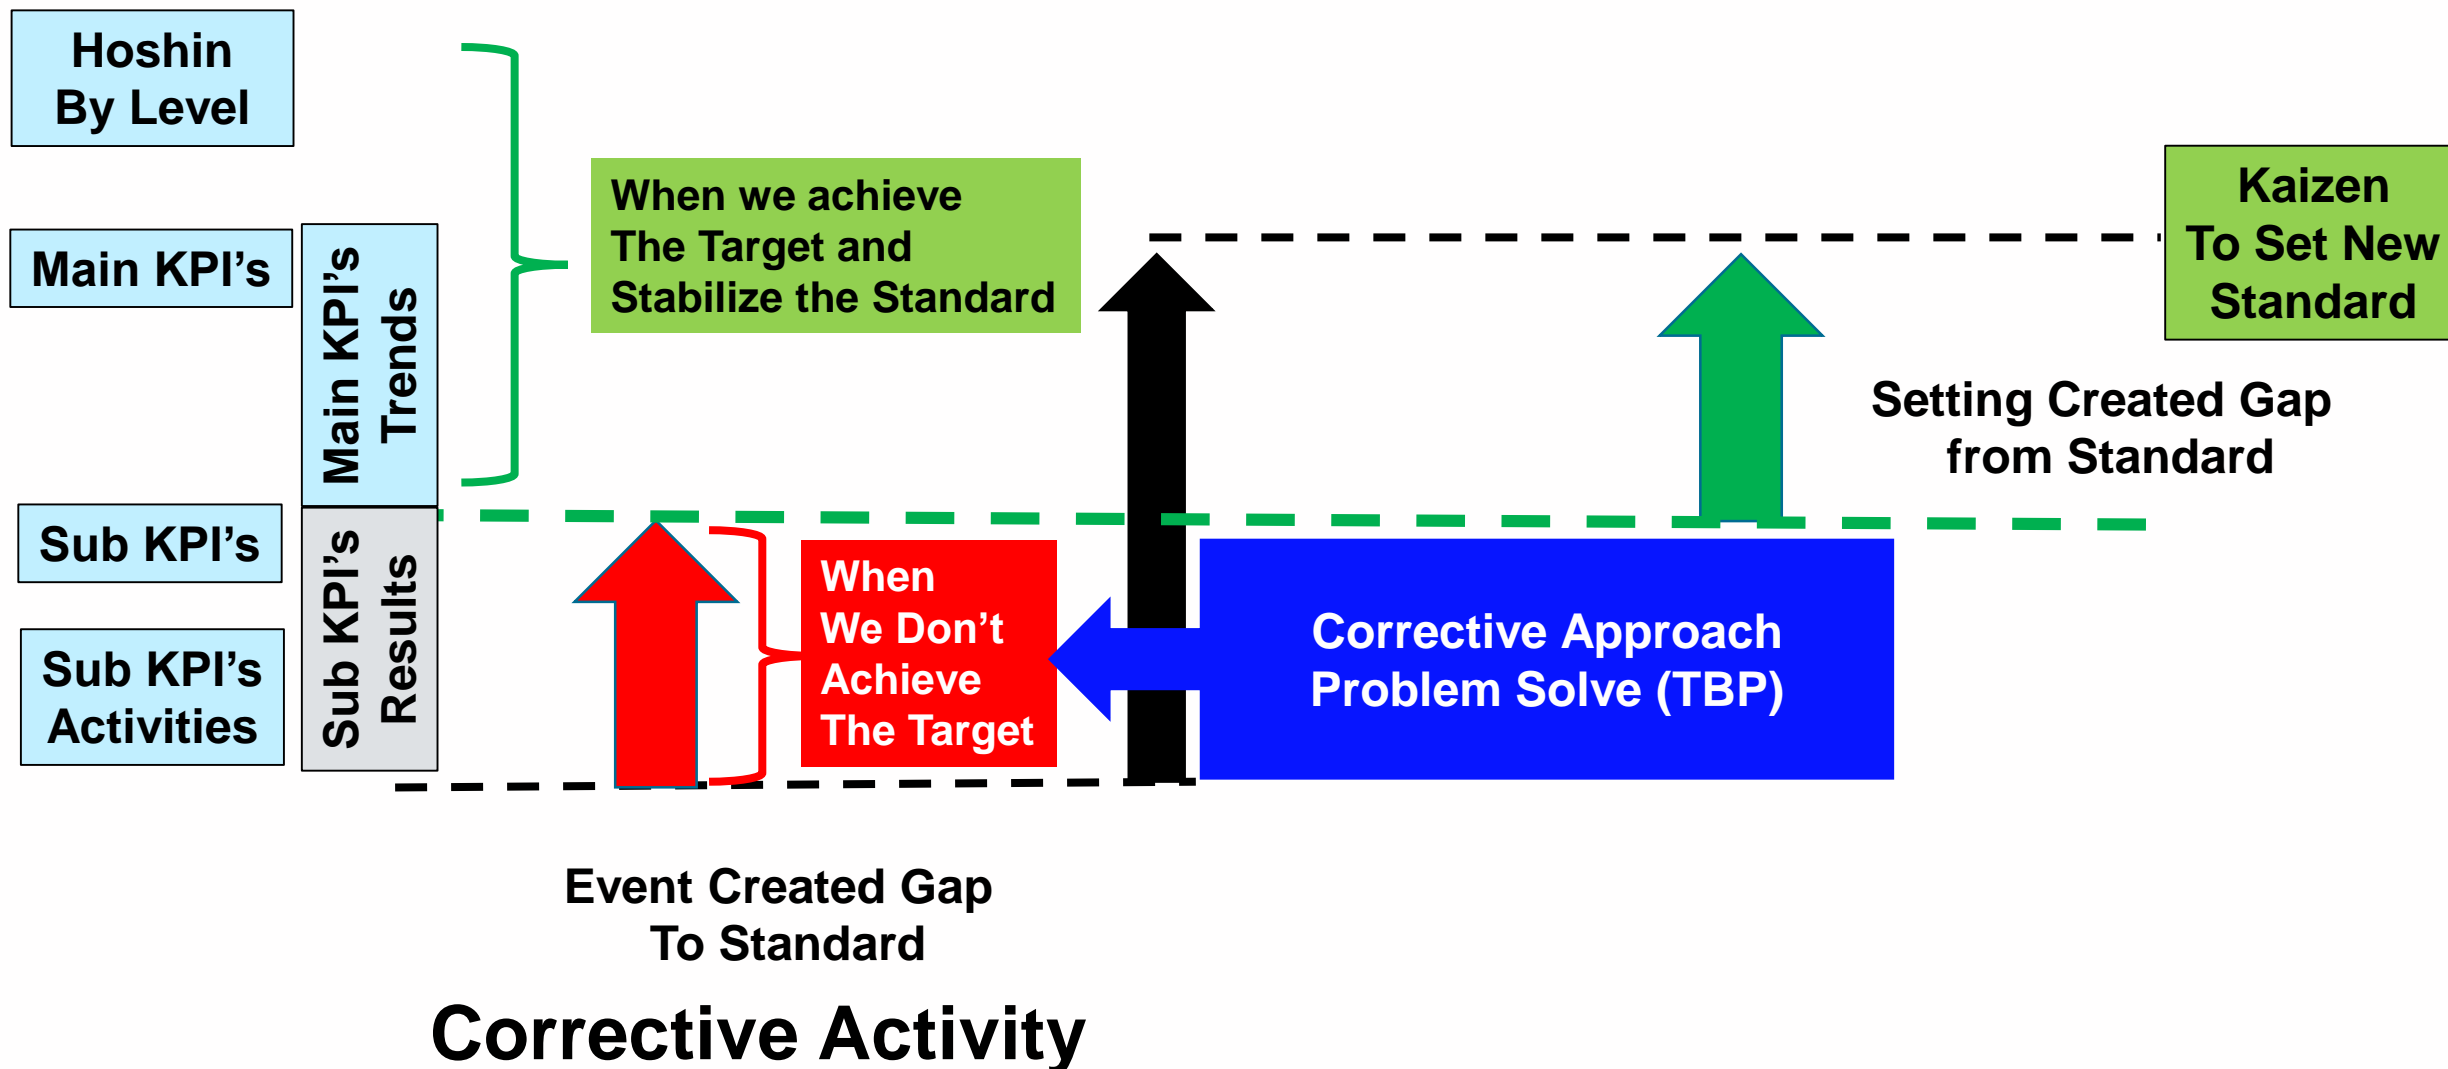 Hoshin
By Level
Main KPI’s
Sub KPI’s
Sub KPI’s
Activities
Main KPI’s
Trends
Sub KPI’s
Results
When we achieve
The Target and
Stabilize the Standard
Kaizen
To Set New
Standard
Setting Created Gap
from Standard
When
We Don’t
Achieve
The Target
Corrective Approach
Problem Solve (TBP)
Event Created Gap
To Standard
Corrective Activity